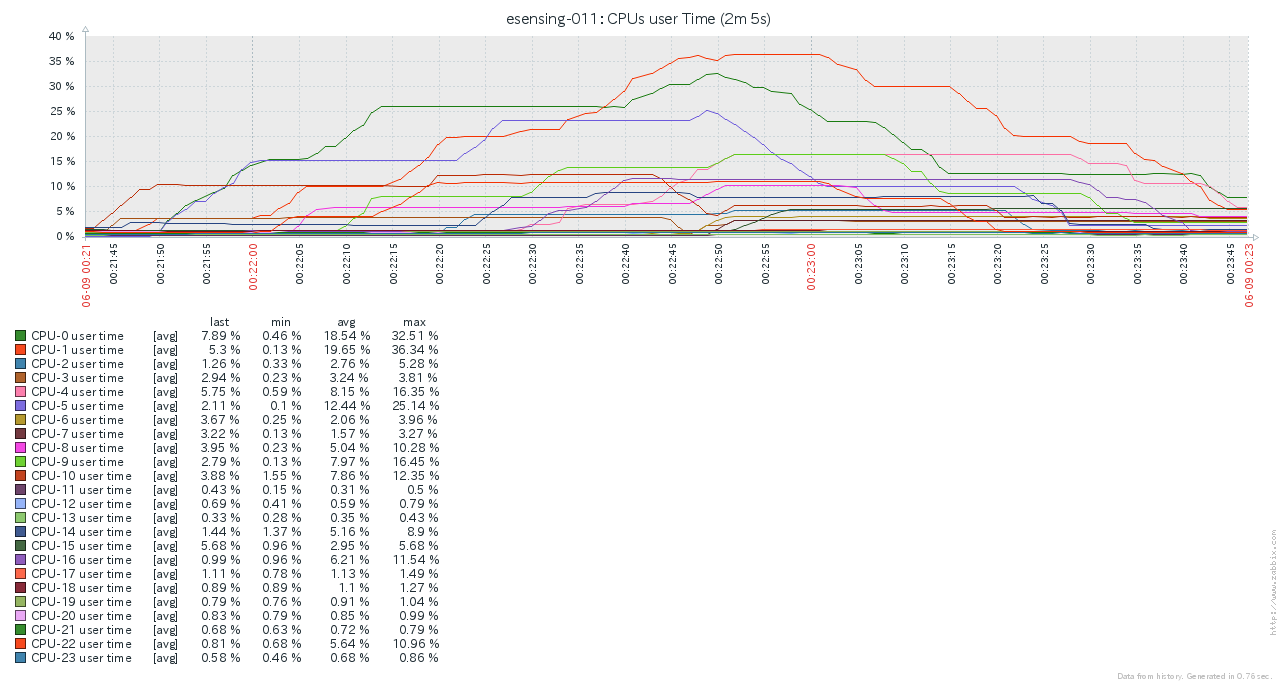 esensing-011: CPUs user Time (2m 5s)
40 %
35 %
30 %
25 %
20 %
15 %
10 %
5 %
0 %
06-09 00:21
00:21:45
00:21:50
00:21:55
00:22:00
00:22:05
00:22:10
00:22:15
00:22:20
00:22:25
00:22:30
00:22:35
00:22:40
00:22:45
00:22:50
00:22:55
00:23:00
00:23:05
00:23:10
00:23:15
00:23:20
00:23:25
00:23:30
00:23:35
00:23:40
00:23:45
06-09 00:23
last min avg max
CPU-0 user time [avg] 7.89 % 0.46 % 18.54 % 32.51 %
CPU-1 user time [avg] 5.3 % 0.13 % 19.65 % 36.34 %
CPU-2 user time [avg] 1.26 % 0.33 % 2.76 % 5.28 %
CPU-3 user time [avg] 2.94 % 0.23 % 3.24 % 3.81 %
CPU-4 user time [avg] 5.75 % 0.59 % 8.15 % 16.35 %
CPU-5 user time [avg] 2.11 % 0.1 % 12.44 % 25.14 %
CPU-6 user time [avg] 3.67 % 0.25 % 2.06 % 3.96 %
CPU-7 user time [avg] 3.22 % 0.13 % 1.57 % 3.27 %
CPU-8 user time [avg] 3.95 % 0.23 % 5.04 % 10.28 %
CPU-9 user time [avg] 2.79 % 0.13 % 7.97 % 16.45 %
CPU-10 user time [avg] 3.88 % 1.55 % 7.86 % 12.35 %
CPU-11 user time [avg] 0.43 % 0.15 % 0.31 % 0.5 %
CPU-12 user time [avg] 0.69 % 0.41 % 0.59 % 0.79 %
CPU-13 user time [avg] 0.33 % 0.28 % 0.35 % 0.43 %
CPU-14 user time [avg] 1.44 % 1.37 % 5.16 % 8.9 %
CPU-15 user time [avg] 5.68 % 0.96 % 2.95 % 5.68 %
CPU-16 user time [avg] 0.99 % 0.96 % 6.21 % 11.54 %
CPU-17 user time [avg] 1.11 % 0.78 % 1.13 % 1.49 %
CPU-18 user time [avg] 0.89 % 0.89 % 1.1 % 1.27 %
CPU-19 user time [avg] 0.79 % 0.76 % 0.91 % 1.04 %
CPU-20 user time [avg] 0.83 % 0.79 % 0.85 % 0.99 %
CPU-21 user time [avg] 0.68 % 0.63 % 0.72 % 0.79 %
CPU-22 user time [avg] 0.81 % 0.68 % 5.64 % 10.96 %
CPU-23 user time [avg] 0.58 % 0.46 % 0.68 % 0.86 %
http://www.zabbix.com
Data from history. Generated in 0.76 sec.